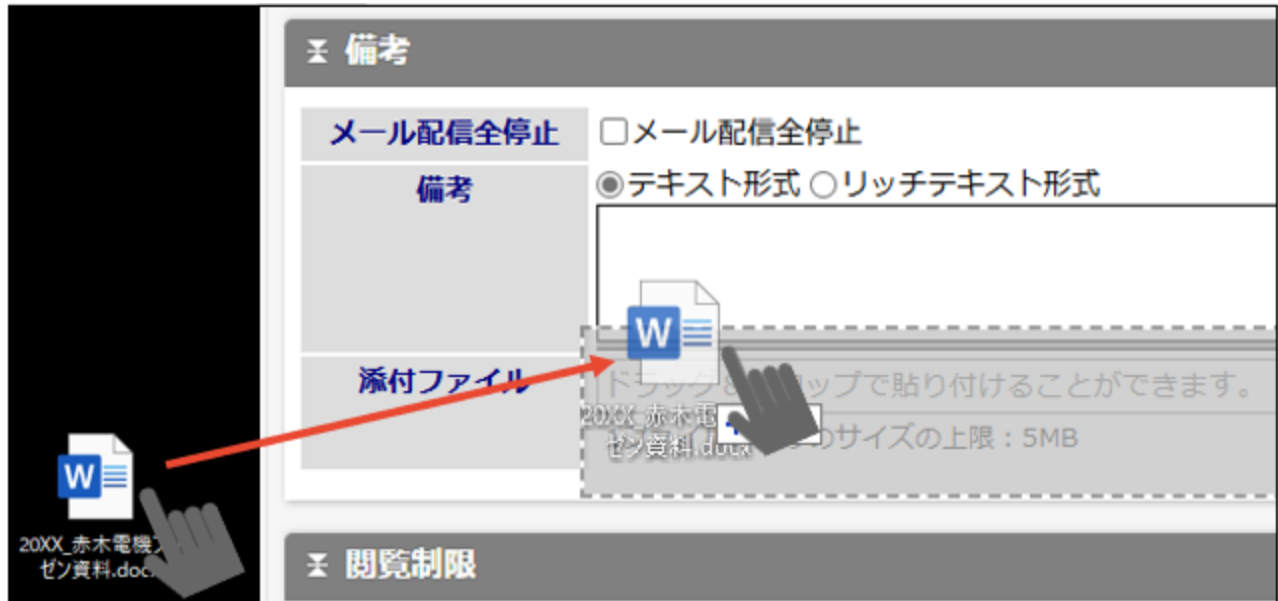 備考
メール配信全停止
メール配信全停止
備考
テキスト形式 リッチテキスト形式
添付ファイル
ドラッグ ップで貼り付けることができます。
20XX_赤木電
ゼン資料.docx
のサイズの上限：5MB
W
W
20XX_赤木電機
ゼン資料.doc
閲覧制限